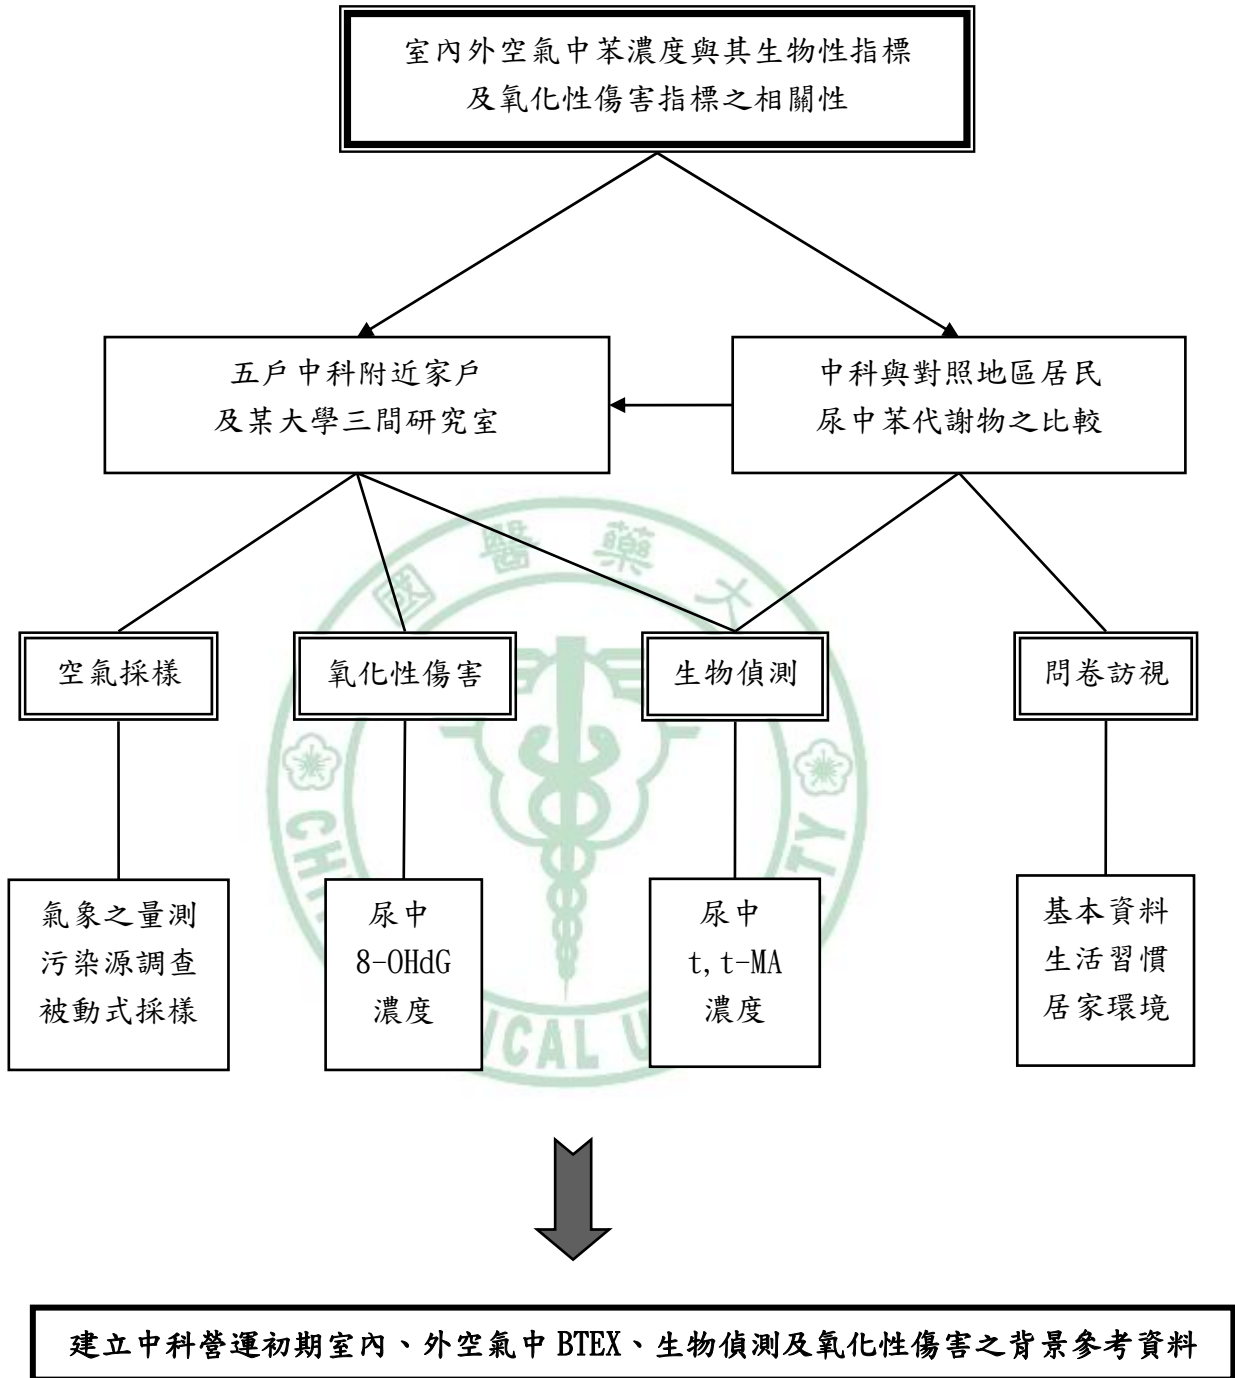 室內外空氣中苯濃度與其生物性指標
及氧化性傷害指標之相關性
五戶中科附近家戶
及某大學三間研究室
中科與對照地區居民
尿中苯代謝物之比較
空氣採樣
氧化性傷害
生物偵測
問卷訪視
氣象之量測
污染源調查
被動式採樣
尿中
8-OHdG
濃度
尿中
t,t-MA
濃度
基本資料
生活習慣
居家環境
建立中科營運初期室內、外空氣中 BTEX、生物偵測及氧化性傷害之背景參考資料
國醫藥大
CH
ITY
ICAL U